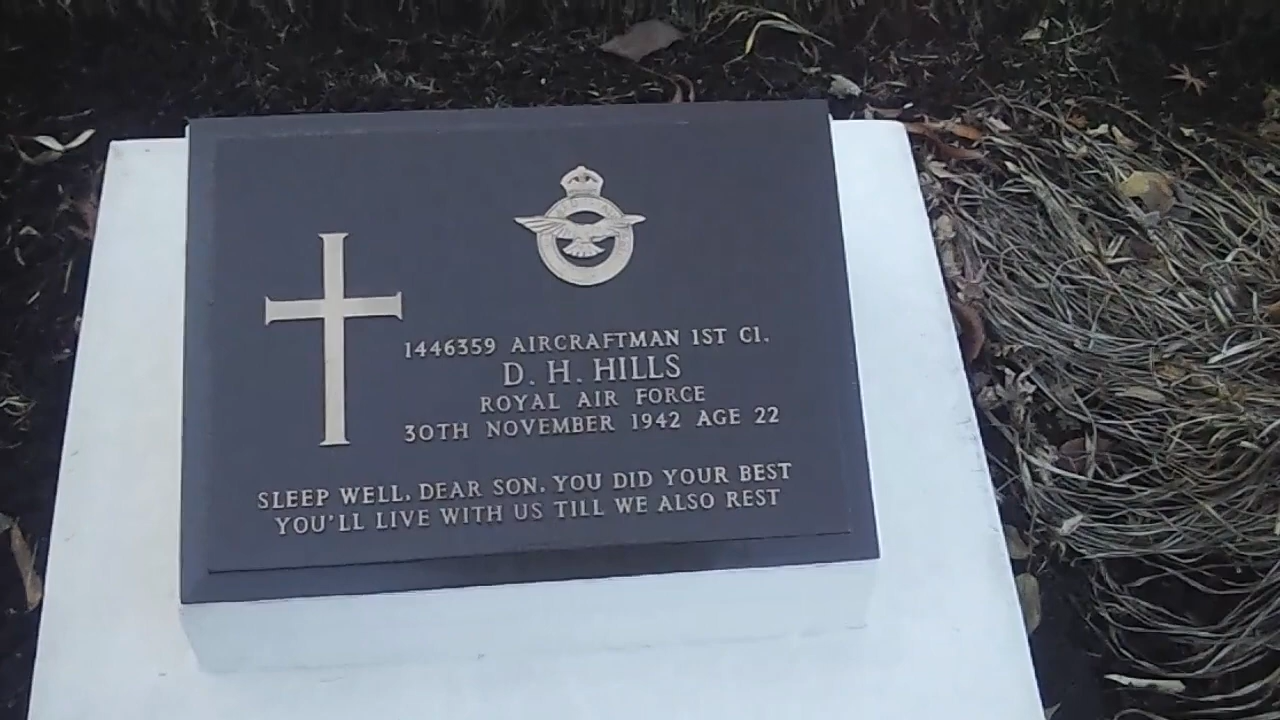 1446359 AIRCRAFTMAN 1ST Cl.
D. H. HILLS
ROYAL AIR FORCE
30TH NOVEMBER 1942 AGE 22
SLEEP WELL, DEAR SON. YOU DID YOUR BEST
YOU'LL LIVE WITH US TILL WE ALSO REST